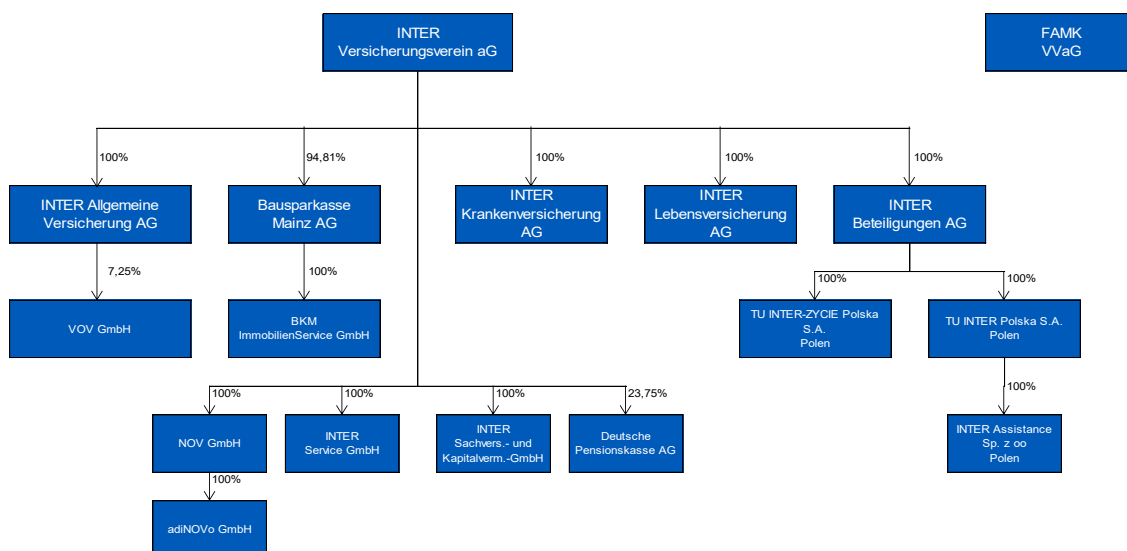 INTER
Versicherungsverein aG
FAMK
VVaG
100%
94,81%
100%
100%
100%
INTER Allgemeine
Versicherung AG
Bausparkasse
Mainz AG
INTER
Krankenversicherung
AG
INTER
Lebensversicherung
AG
INTER
Beteiligungen AG
7,25%
100%
100%
100%
VOV GmbH
BKM
ImmobilienService GmbH
TU INTER-ZYCIE Polska
S.A.
Polen
TU INTER Polska S.A.
Polen
100%
100%
100%
23,75%
100%
NOV GmbH
INTER
Service GmbH
INTER
Sachvers.- und
Kapitalverm.-GmbH
Deutsche
Pensionskasse AG
INTER Assistance
Sp. z oo
Polen
100%
adiNOVo GmbH